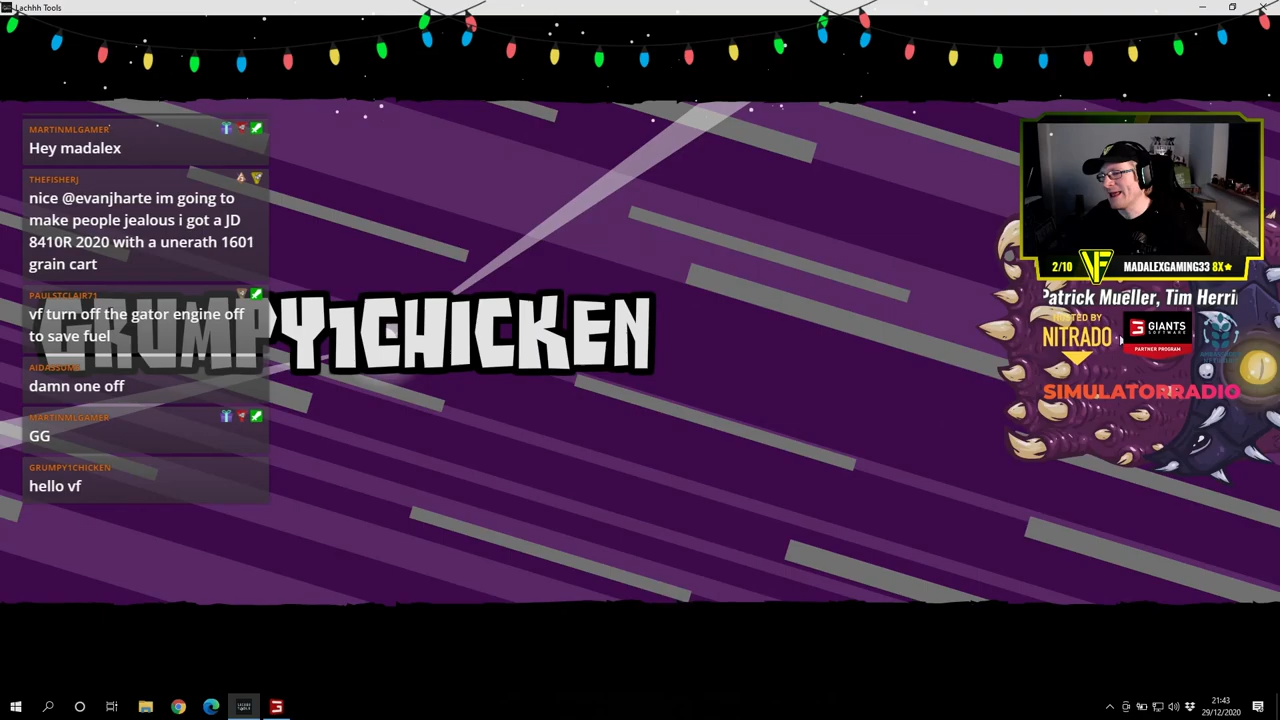 Lachhh Tools
MARTINMLGAMER
Hey madalex
THEFISHERJ
nice @evanjharte im going to
make people jealous i got a JD
8410R 2020 with a unerath 1601
grain cart
PAULSTCLAIR71
vf turn off the gator engine off
to save fuel
damn one off
MARTINMLGAMER
GG
GRUMPY1CHICKEN
hello vf
GRUMPY1CHICKEN
2/10 VF MADALEXGAMING33 8X
Patrick Mueller, Tim Herri
HOSTED BY
NITRADO
GIANTS
SOFTWARE
PARTNER PROGRAM
SIMULATORRADIO
21:43
29/12/2020